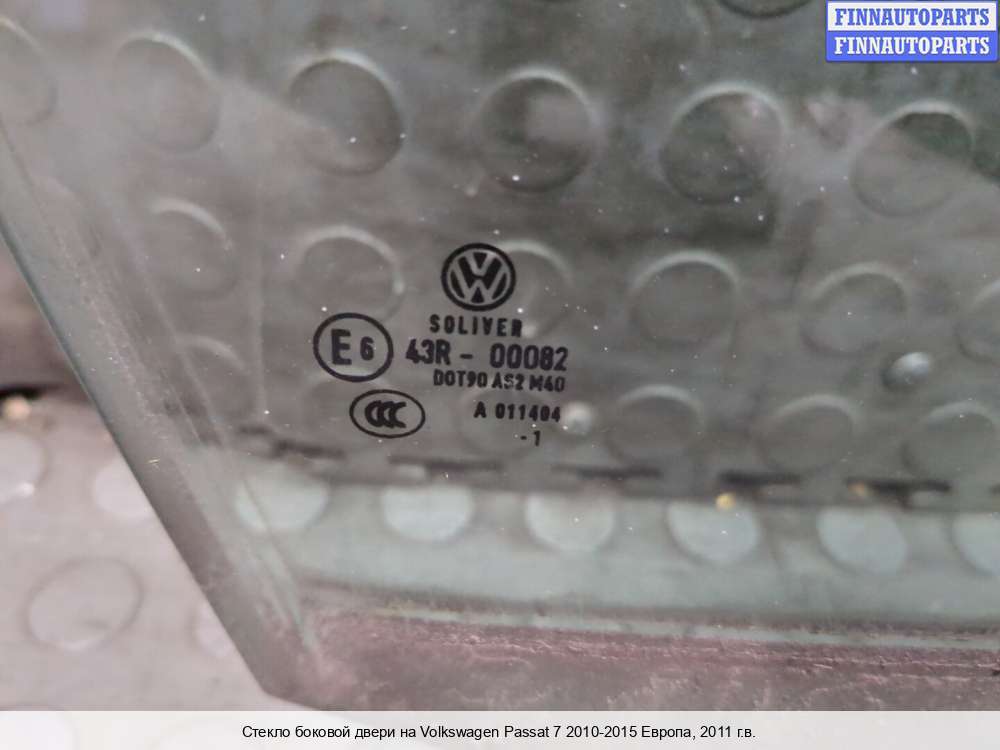 FINNAUTOPARTS
FINNAUTOPARTS
SOLIVER
E6 43R - 00082
DOT90 AS2 M40
CCC A 011404
-1
Стекло боковой двери на Volkswagen Passat 7 2010-2015 Европа, 2011 г.в.